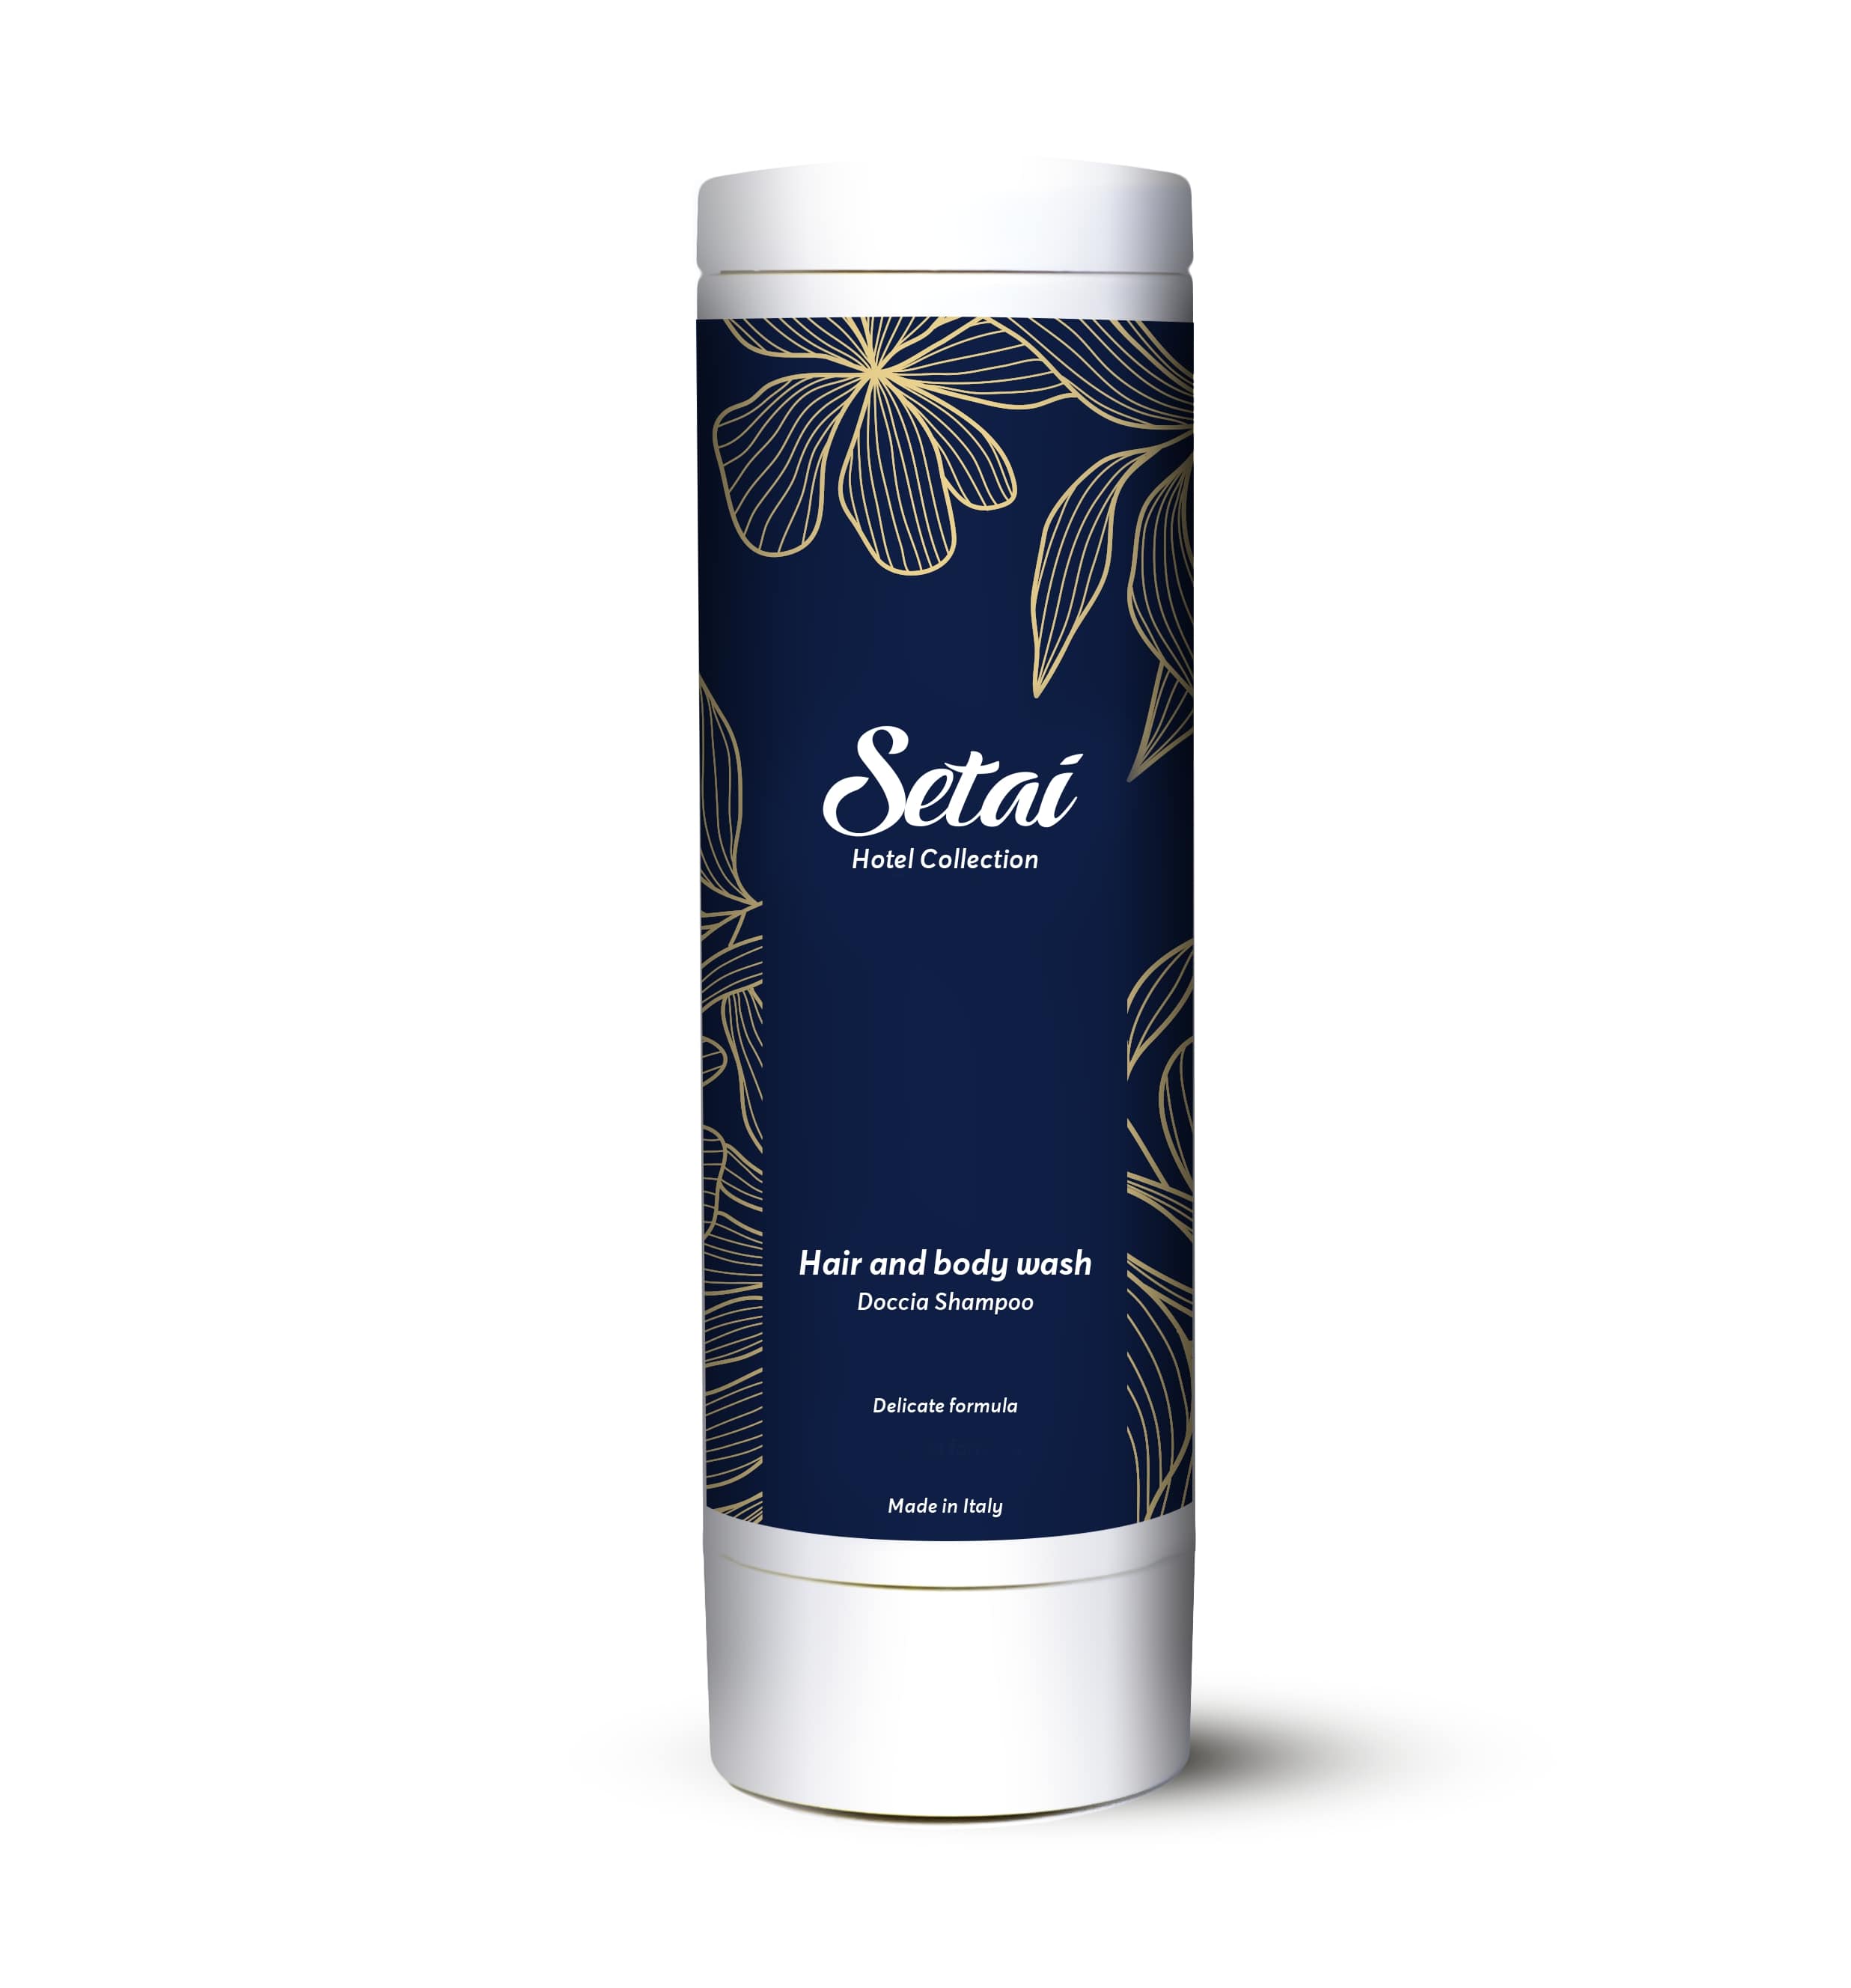 Setai
Hotel Collection
Hair and body wash
Doccia Shampoo
Delicate formula
Made in Italy